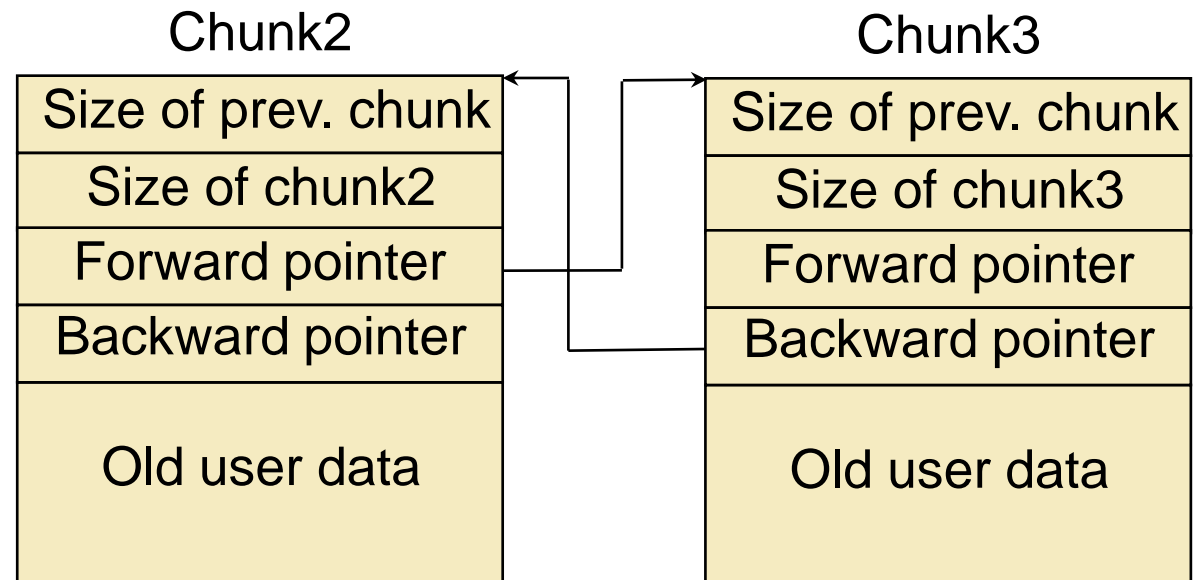 Chunk2
Size of prev. chunk
Size of chunk2
Forward pointer
Backward pointer
Old user data
Chunk3
Size of prev. chunk
Size of chunk3
Forward pointer
Backward pointer
Old user data